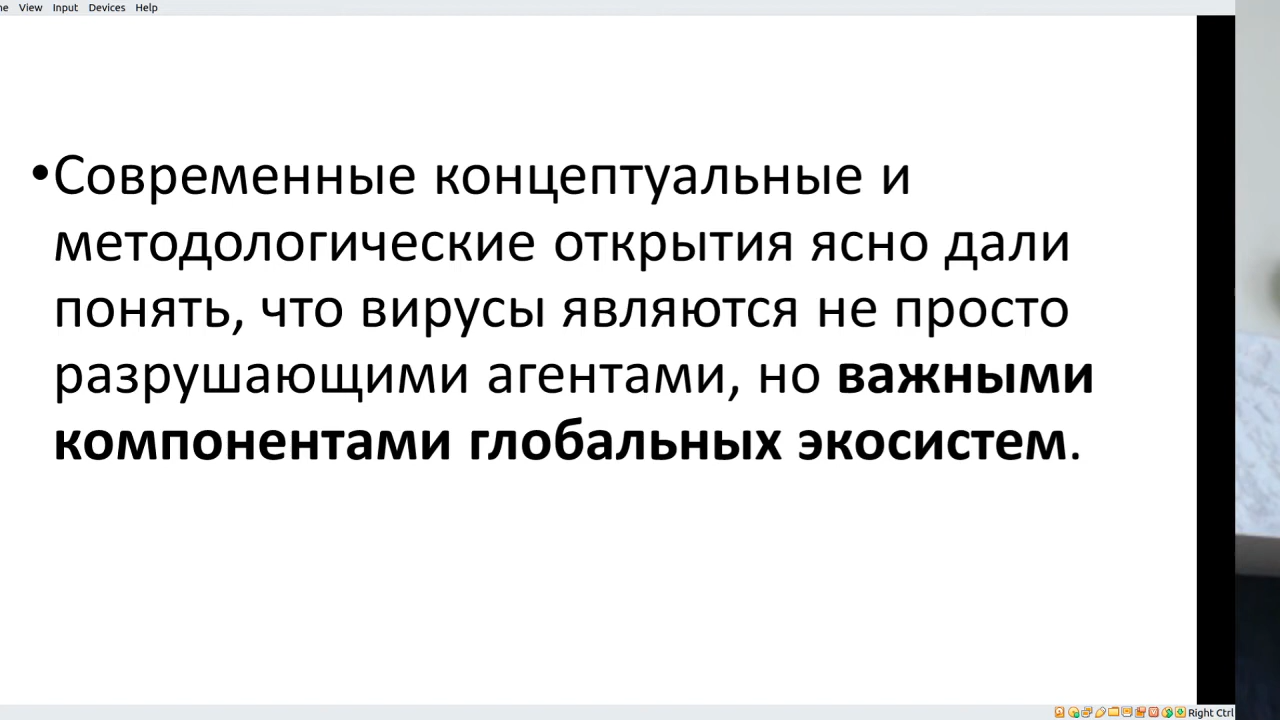 View Input Devices Help
•Современные концептуальные и
методологические открытия ясно дали
понять, что вирусы являются не просто
разрушающими агентами, но важными
компонентами глобальных экосистем.
Right Ctrl